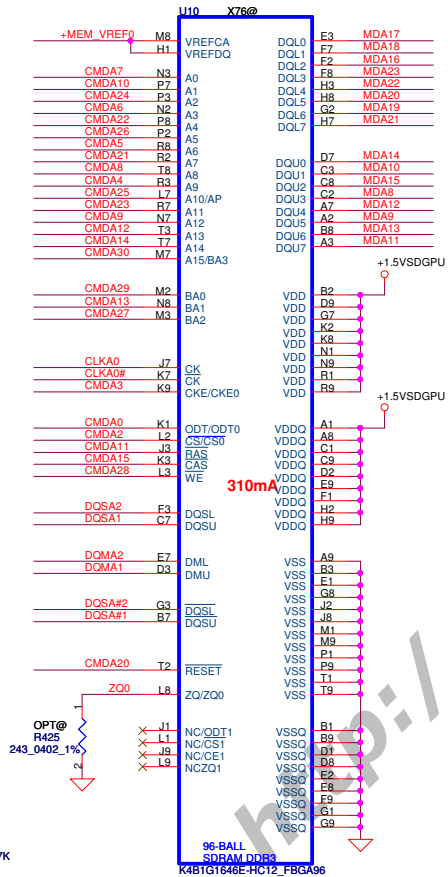 U10 X76@
+MEM_VREF0 M8 VREFCA DQL0 E3 MDA17
H1 VREFDQ DQL1 F7 MDA18
DQL2 F2 MDA16
CMDA7 N3 A0 DQL3 F8 MDA23
CMDA10 P7 A1 DQL4 H3 MDA22
CMDA24 P3 A2 DQL5 H8 MDA20
CMDA6 N2 A3 DQL6 G2 MDA19
CMDA22 P8 A4 DQL7 H7 MDA21
CMDA26 P2 A5
CMDA5 R8 A6
CMDA21 R2 A7 DQU0 D7 MDA14
CMDA8 T8 A8 DQU1 C3 MDA10
CMDA4 R3 A9 DQU2 C8 MDA15
CMDA25 L7 A10/AP DQU3 C2 MDA8
CMDA23 R7 A11 DQU4 A7 MDA12
CMDA9 N7 A12 DQU5 A2 MDA9
CMDA12 T3 A13 DQU6 B8 MDA13
CMDA14 T7 A14 DQU7 A3 MDA11
CMDA30 M7 A15/BA3
+1.5VSDGPU
CMDA29 M2 BA0 VDD B2
CMDA13 N8 BA1 VDD D9
CMDA27 M3 BA2 VDD G7
VDD K2
VDD K8
VDD N1
CLKA0 J7 CK VDD N9
CLKA0# K7 CK VDD R1
CMDA3 K9 CKE/CKE0 VDD R9
+1.5VSDGPU
CMDA0 K1 ODT/ODT0 VDDQ A1
CMDA2 L2 CS/CS0 VDDQ A8
CMDA11 J3 RAS VDDQ C1
CMDA15 K3 CAS VDDQ C9
CMDA28 L3 WE VDDQ D2
310mA VDDQ E9
VDDQ F1
DQSA2 F3 DQSL VDDQ H2
DQSA1 C7 DQSU VDDQ H9
DQMA2 E7 DML VSS A9
DQMA1 D3 DMU VSS B3
VSS E1
VSS G8
DQSA#2 G3 DQSL VSS J2
DQSA#1 B7 DQSU VSS J8
VSS M1
VSS M9
VSS P1
CMDA20 T2 RESET VSS P9
VSS T1
ZQ0 L8 ZQ/ZQ0 VSS T9
1
OPT@
R425
243_0402_1%
2
J1 NC/ODT1 VSSQ B1
L1 NC/CS1 VSSQ B9
J9 NC/CE1 VSSQ D1
L9 NCZQ1 VSSQ D8
VSSQ E2
VSSQ E8
VSSQ F9
VSSQ G1
VSSQ G9
7K
96-BALL
SDRAM DDR3
K4B1G1646E-HC12_FBGA96
http:/